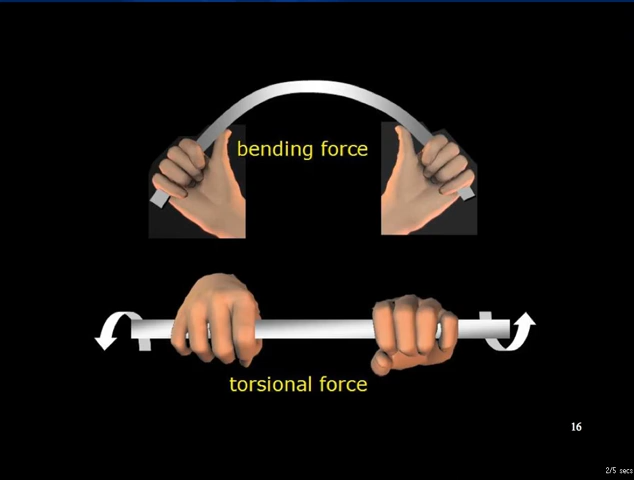 bending force
torsional force
16
2/5 secs